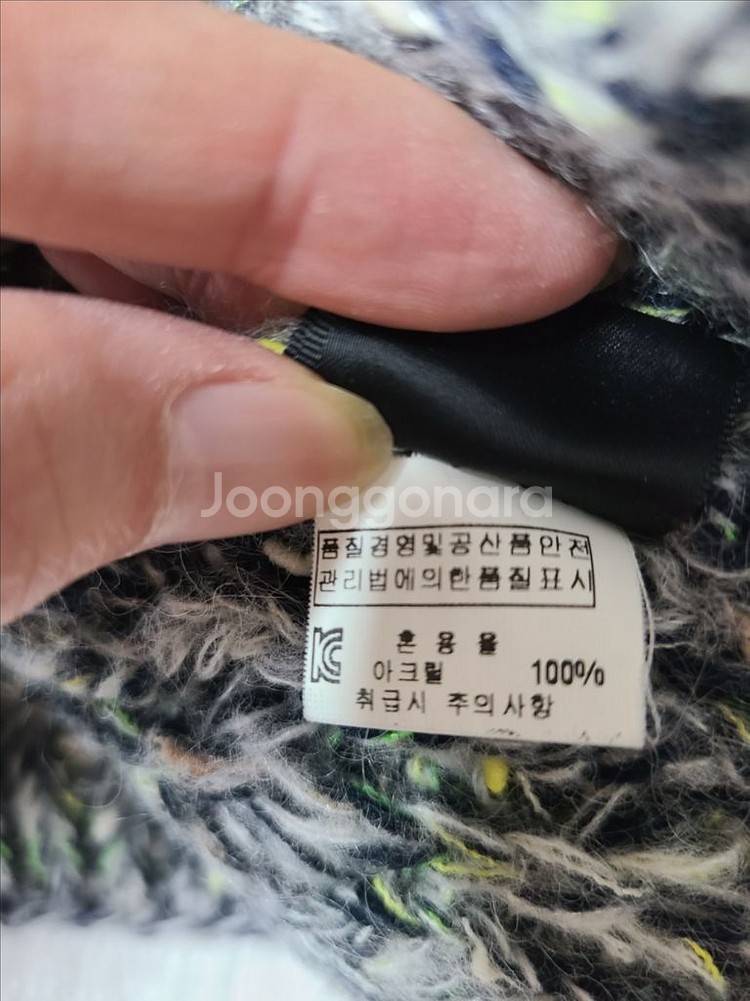 Joonggonara
품질경영및공산품안전
관리법에의한품질표시
KC
혼 용 율
아크릴 100%
취급시 주의사항